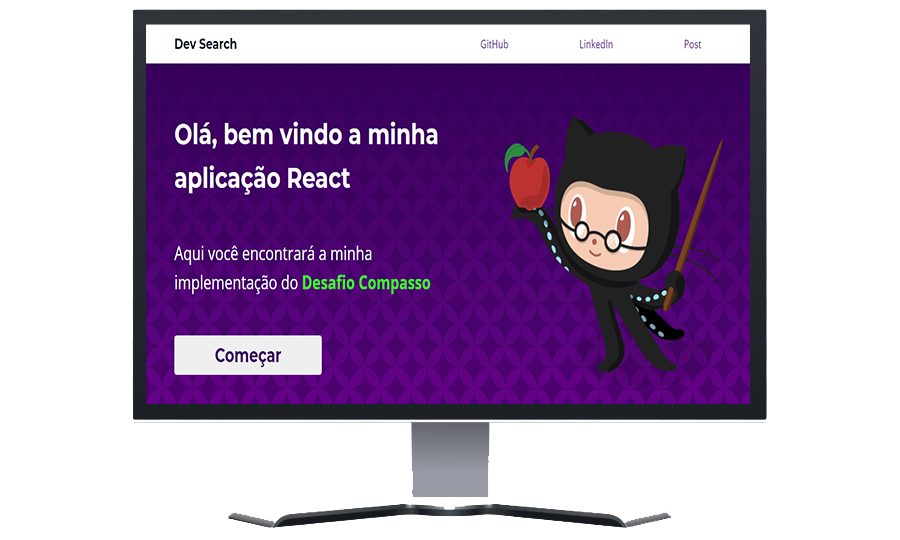 Dev Search
GitHub
LinkedIn
Post
Olá, bem vindo a minha
aplicação React
Aqui você encontrará a minha
implementação do Desafio Compasso
Começar